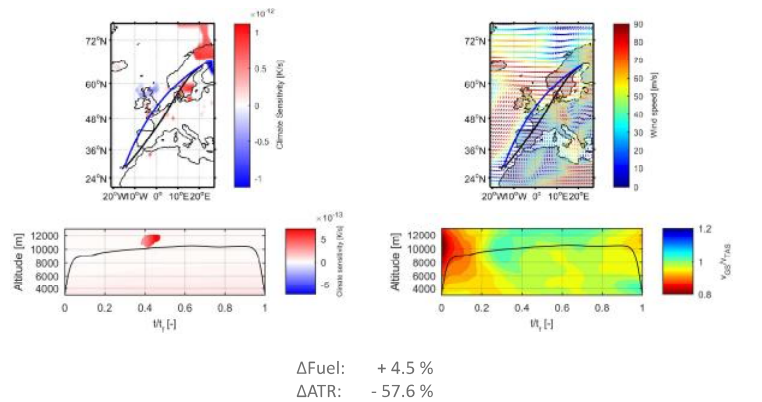 ×10⁻¹²
72°N
60°N
48°N
36°N
24°N
20°W10°W 0° 10°E20°E
1
0.5
0
-0.5
-1
Climate Sensitivity [K/s]
72°N
60°N
48°N
36°N
24°N
20°W10°W 0° 10°E20°E
90
80
70
60
50
40
30
20
10
0
Wind speed [m/s]
Altitude [m]
12000
10000
8000
6000
4000
0 0.2 0.4 0.6 0.8 1
t/tf [-]
×10⁻¹³
5
0
-5
Climate sensitivity [K/s]
Altitude [m]
12000
10000
8000
6000
4000
0 0.2 0.4 0.6 0.8 1
t/tf [-]
1.2
1
0.8
vGS/vTAS
ΔFuel: + 4.5 %
ΔATR: - 57.6 %